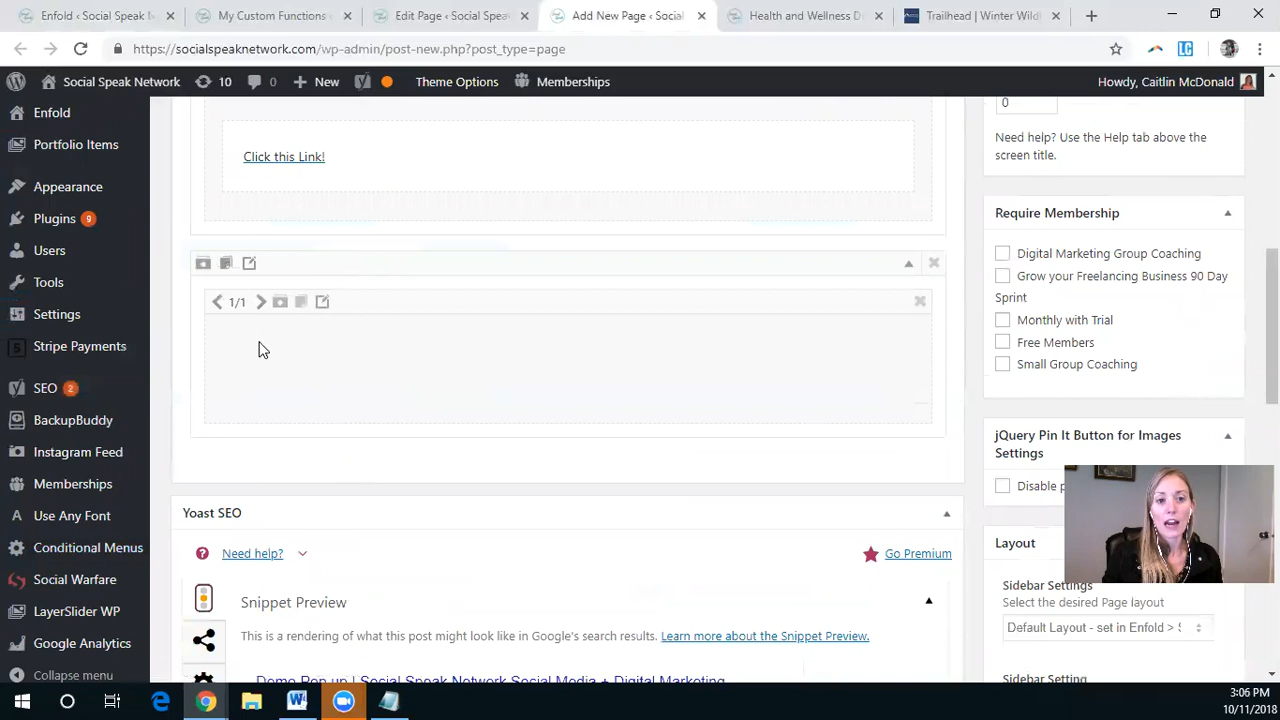 Enfold ‹ Social Speak
My Custom Functions
Edit Page ‹ Social Spea
Add New Page ‹ Social
Health and Wellness D
Trailhead | Winter Wild
https://socialspeaknetwork.com/wp-admin/post-new.php?post_type=page
Social Speak Network
10
0
New
Theme Options
Memberships
Howdy, Caitlin McDonald
Enfold
Portfolio Items
Appearance
Plugins 9
Users
Tools
Settings
Stripe Payments
SEO 2
BackupBuddy
Instagram Feed
Memberships
Use Any Font
Conditional Menus
Social Warfare
LayerSlider WP
Google Analytics
Collapse menu
Click this Link!
1/1
Yoast SEO
Need help?
Go Premium
Snippet Preview
This is a rendering of what this post might look like in Google's search results. Learn more about the Snippet Preview.
Demo Pop up | Social Speak Network Social Media + Digital Marketing
0
Need help? Use the Help tab above the
screen title.
Require Membership
Digital Marketing Group Coaching
Grow your Freelancing Business 90 Day
Sprint
Monthly with Trial
Free Members
Small Group Coaching
jQuery Pin It Button for Images
Settings
Disable
Layout
Sidebar Settings
Select the desired Page layout
Default Layout - set in Enfold >
Sidebar Setting
3:06 PM
10/11/2018